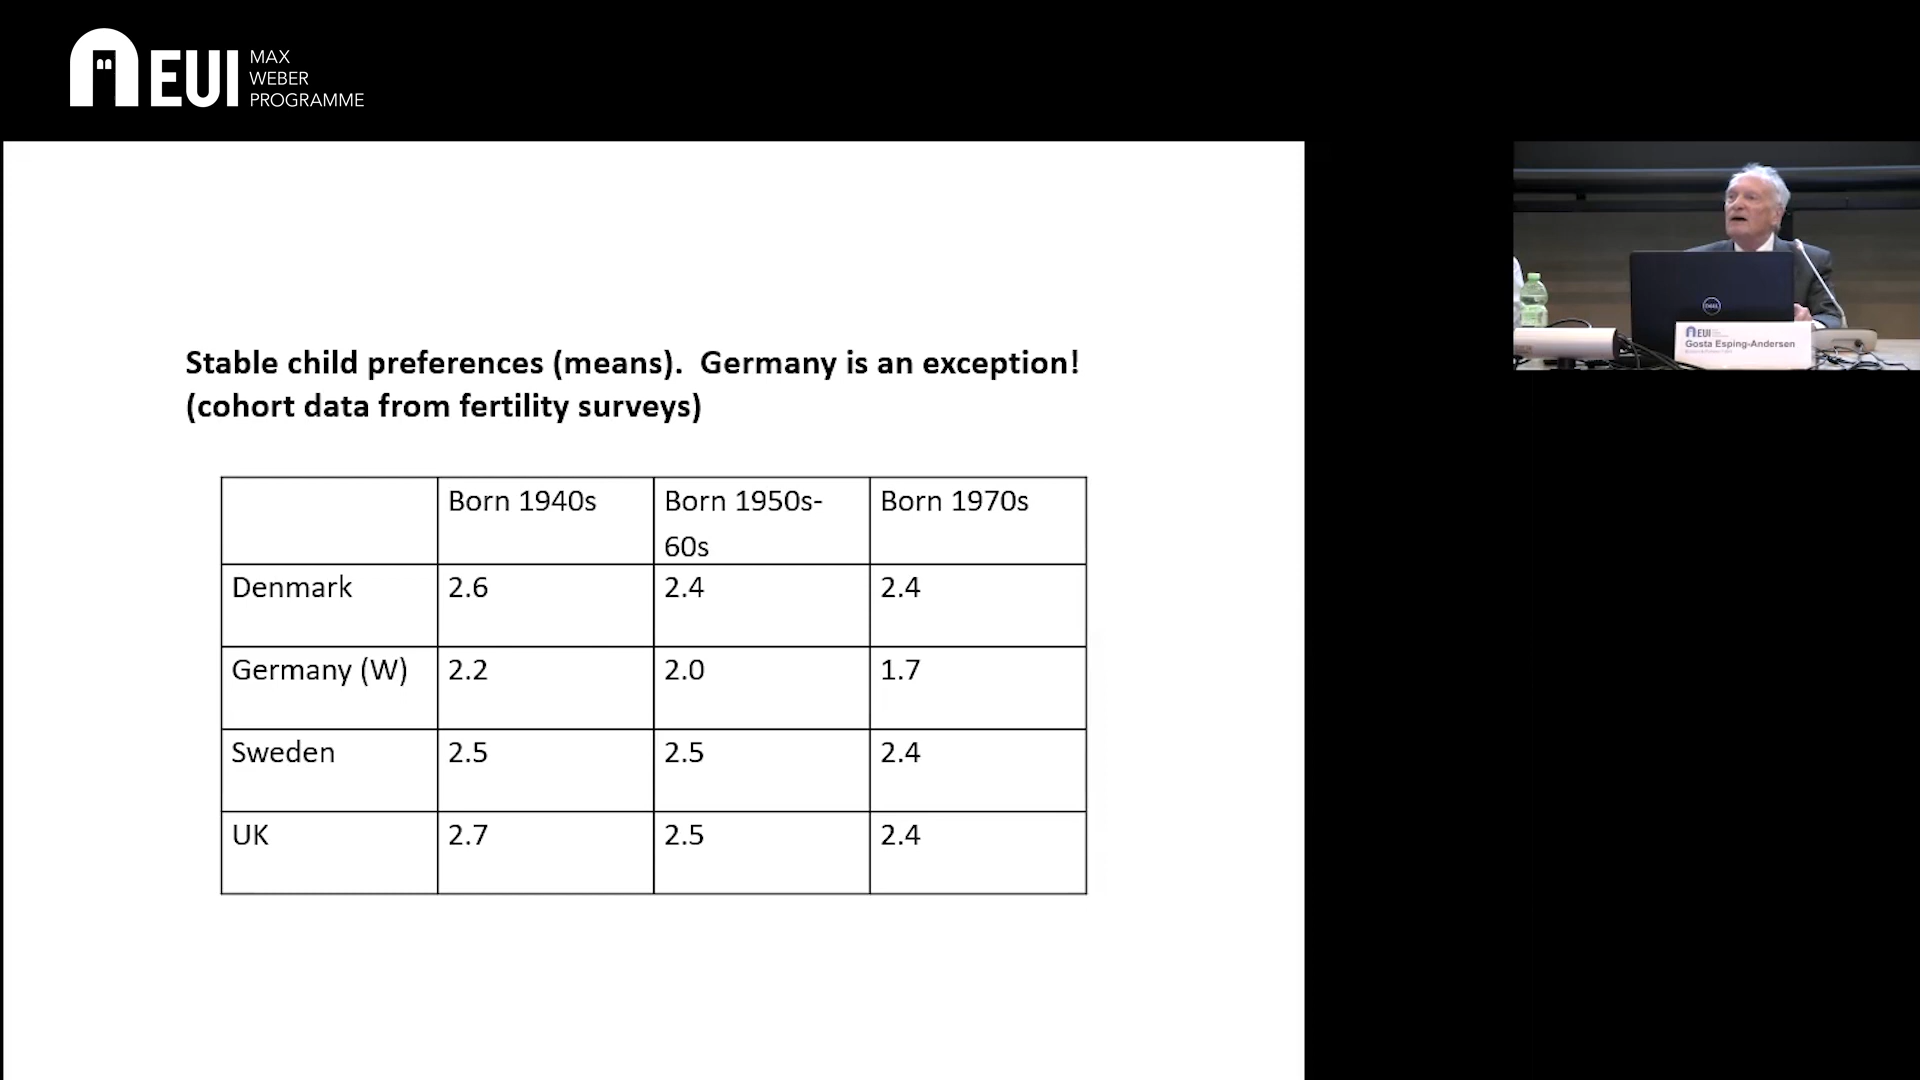 EUI
MAX
WEBER
PROGRAMME
Stable child preferences (means).  Germany is an exception!
(cohort data from fertility surveys)
Born 1940s
Born 1950s-
60s
Born 1970s
Denmark 2.6 2.4 2.4
Germany (W) 2.2 2.0 1.7
Sweden 2.5 2.5 2.4
UK 2.7 2.5 2.4
DELL
EUI
Gosta Esping-Andersen